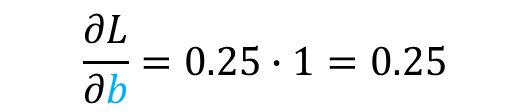 ∂L/∂b = 0.25 · 1 = 0.25